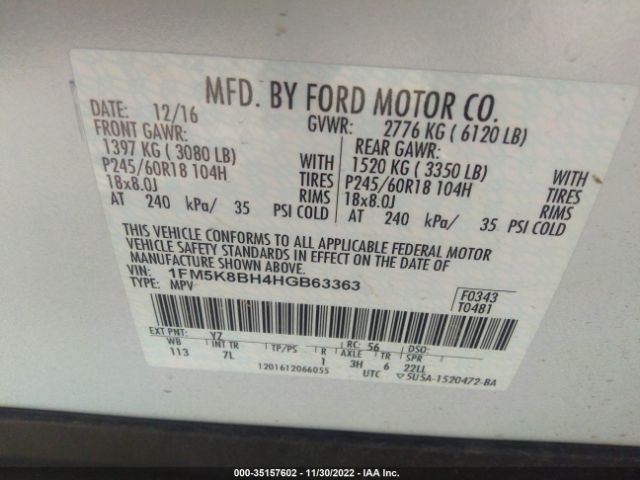 MFD. BY FORD MOTOR CO.
DATE: 12/16 GVWR: 2776 KG ( 6120 LB)
FRONT GAWR: REAR GAWR:
1397 KG ( 3080 LB) WITH 1520 KG ( 3350 LB) WITH
P245/60R18 104H TIRES P245/60R18 104H TIRES
18x8.0J RIMS 18x8.0J RIMS
AT 240 kPa/ 35 PSI COLD AT 240 kPa/ 35 PSI COLD
THIS VEHICLE CONFORMS TO ALL APPLICABLE FEDERAL MOTOR
VEHICLE SAFETY STANDARDS IN EFFECT ON THE DATE OF
MANUFACTURE SHOWN ABOVE.
VIN: 1FM5K8BH4HGB63363
TYPE: MPV
F0343
T0481
EXT PNT: YZ RC: 56 DSO:
WB INT TR TP/PS R AXLE TR SPR
113 7L 1 3H 6 22LL
1201612066055 UTC ▽5USA-1520472-BA
000-35157602 - 11/30/2022 - IAA Inc.